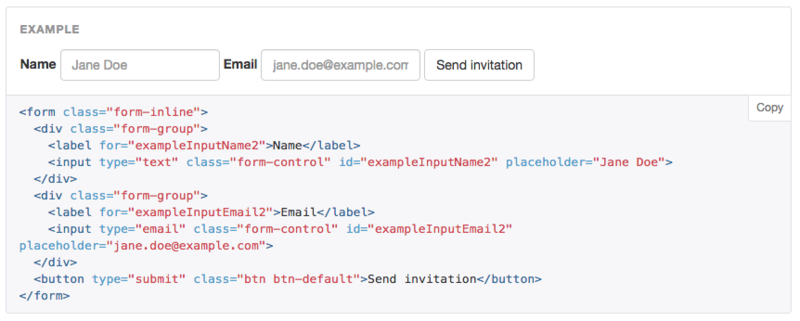 EXAMPLE
Name Jane Doe Email jane.doe@example.com Send invitation
Copy
<form class="form-inline">
  <div class="form-group">
    <label for="exampleInputName2">Name</label>
    <input type="text" class="form-control" id="exampleInputName2" placeholder="Jane Doe">
  </div>
  <div class="form-group">
    <label for="exampleInputEmail2">Email</label>
    <input type="email" class="form-control" id="exampleInputEmail2"
placeholder="jane.doe@example.com">
  </div>
  <button type="submit" class="btn btn-default">Send invitation</button>
</form>